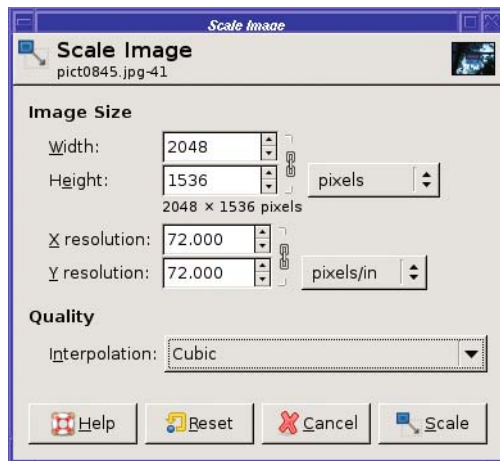 Scale Image
Scale Image
pict0845.jpg-41
Image Size
Width: 2048
Height: 1536 pixels
2048 × 1536 pixels
X resolution: 72.000
Y resolution: 72.000 pixels/in
Quality
Interpolation: Cubic
Help Reset Cancel Scale